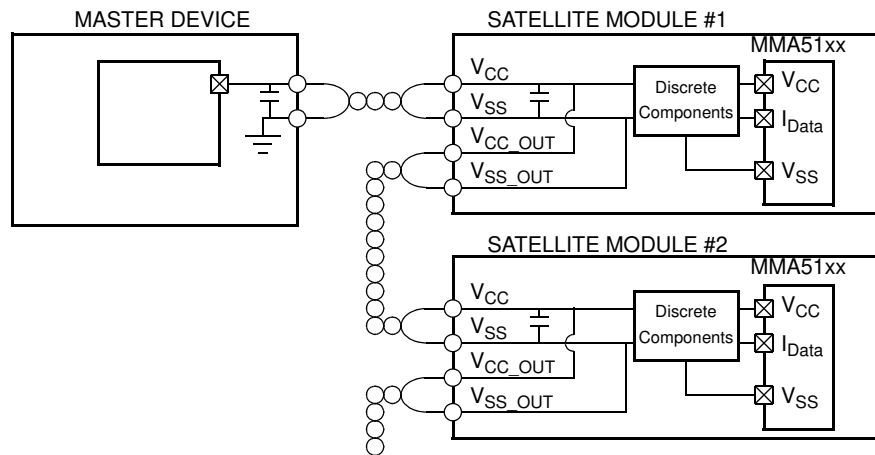 MASTER DEVICE
SATELLITE MODULE #1
MMA51xx
VCC
VSS
VCC_OUT
VSS_OUT
Discrete
Components
VCC
IData
VSS
SATELLITE MODULE #2
MMA51xx
VCC
VSS
VCC_OUT
VSS_OUT
Discrete
Components
VCC
IData
VSS